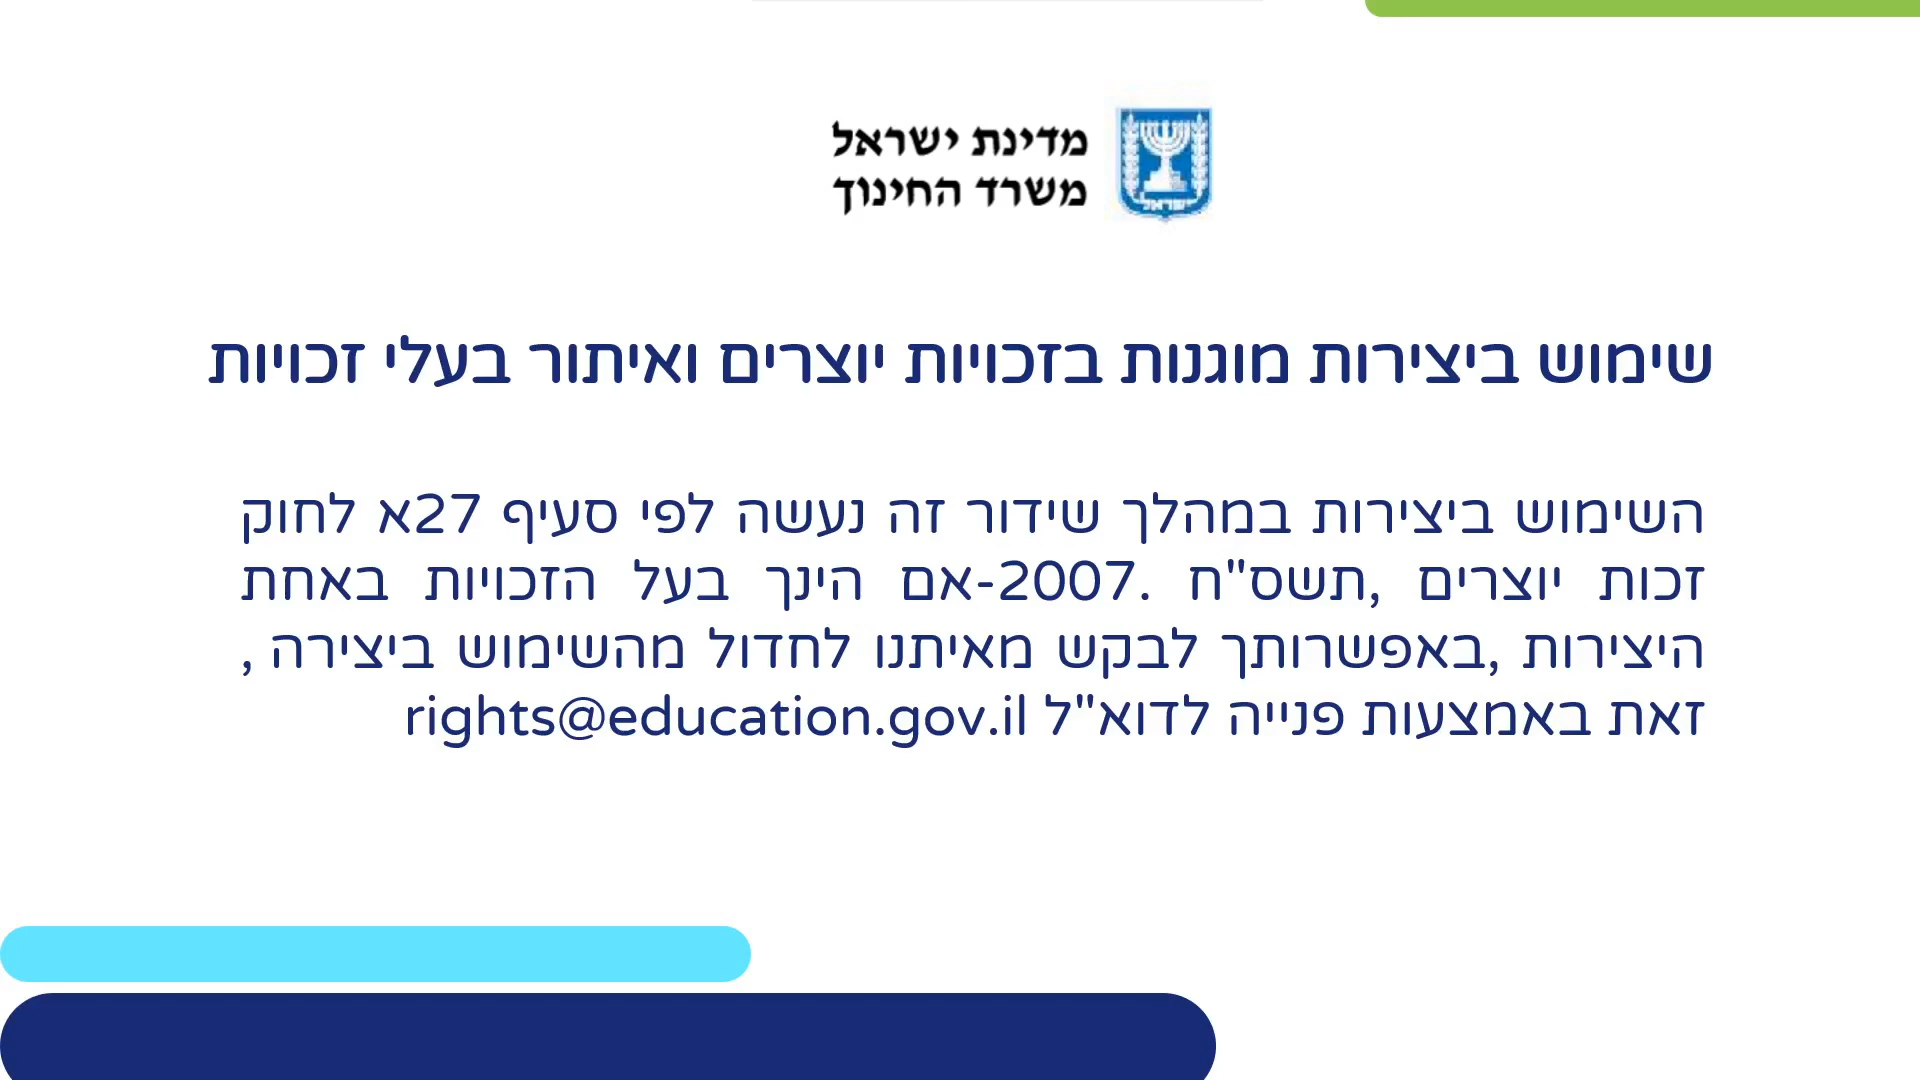 מדינת ישראל
משרד החינוך
ישראל
שימוש ביצירות מוגנות בזכויות יוצרים ואיתור בעלי זכויות
השימוש ביצירות במהלך שידור זה נעשה לפי סעיף 27א לחוק
זכות יוצרים ,תשס"ח .2007-אם הינך בעל הזכויות באחת
היצירות ,באפשרותך לבקש מאיתנו לחדול מהשימוש ביצירה ,
זאת באמצעות פנייה לדוא"ל rights@education.gov.il